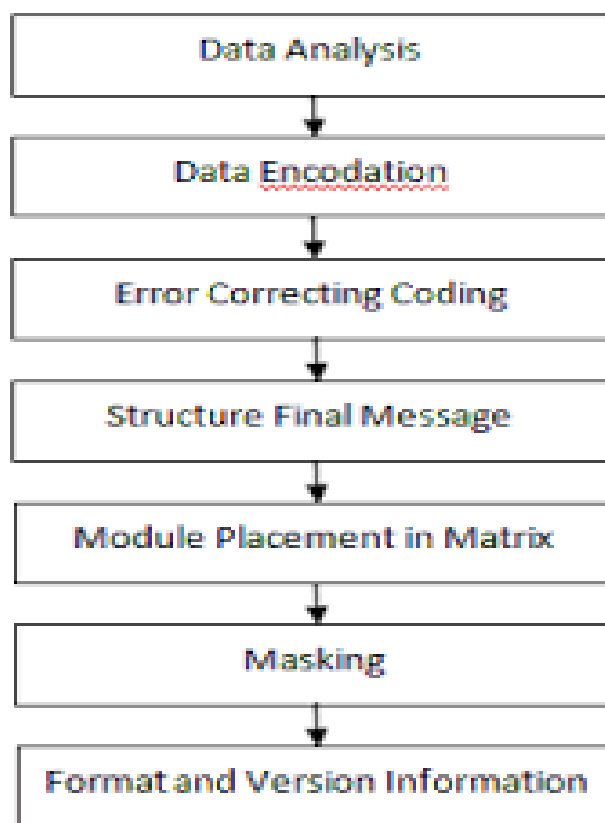 Data Analysis
Data Encodation
Error Correcting Coding
Structure Final Message
Module Placement in Matrix
Masking
Format and Version Information